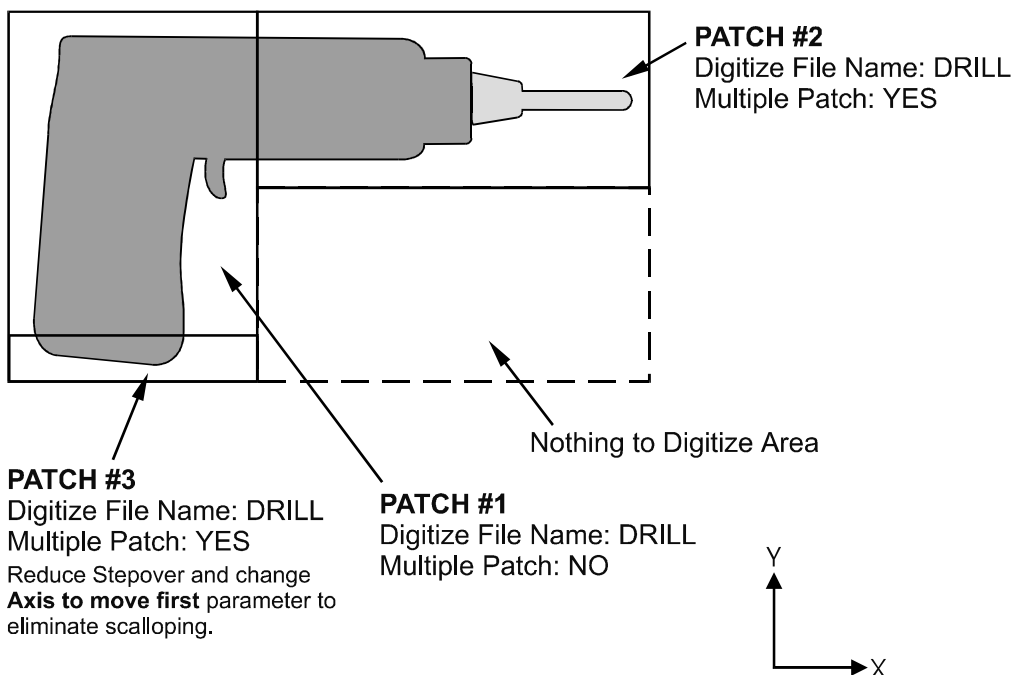 PATCH #2
Digitize File Name: DRILL
Multiple Patch: YES
Nothing to Digitize Area
PATCH #3
Digitize File Name: DRILL
Multiple Patch: YES
Reduce Stepover and change
Axis to move first parameter to
eliminate scalloping.
PATCH #1
Digitize File Name: DRILL
Multiple Patch: NO
Y
X